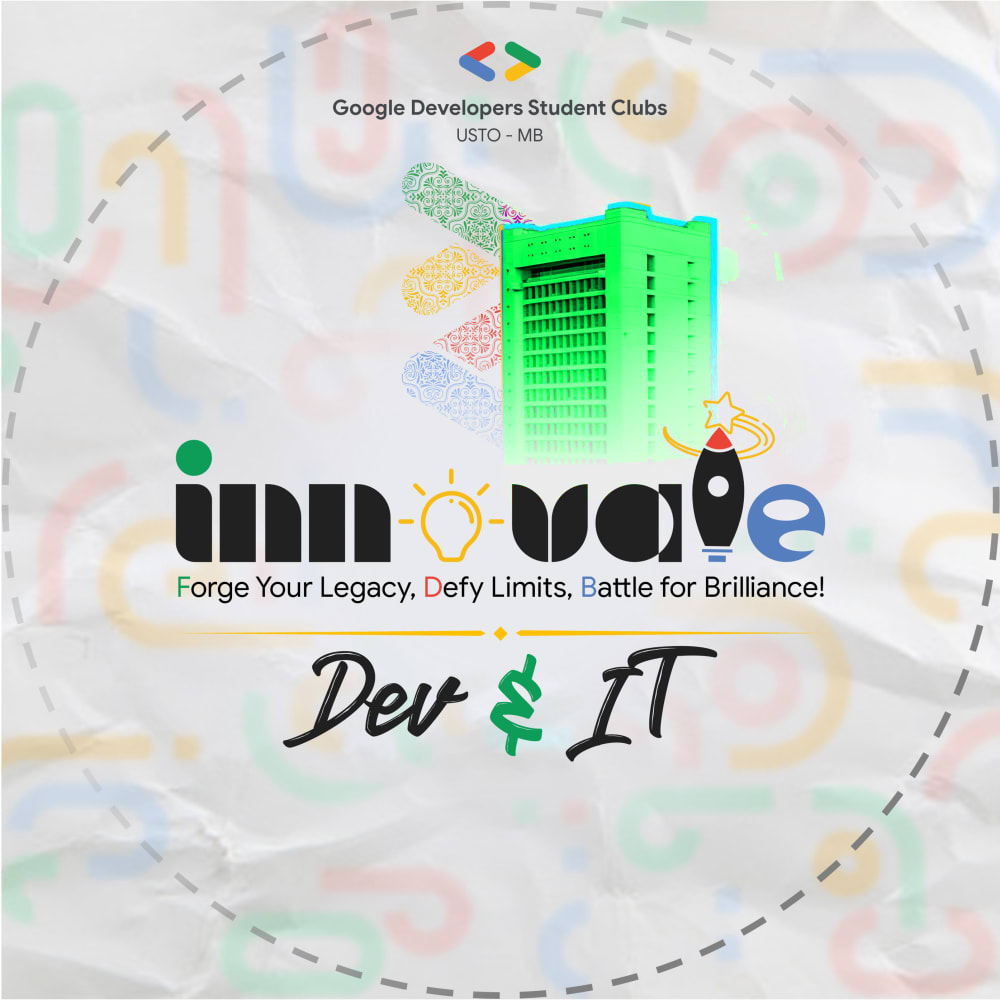 Google Developers Student Clubs
USTO - MB
innovate
Forge Your Legacy, Defy Limits, Battle for Brilliance!
Dev & IT